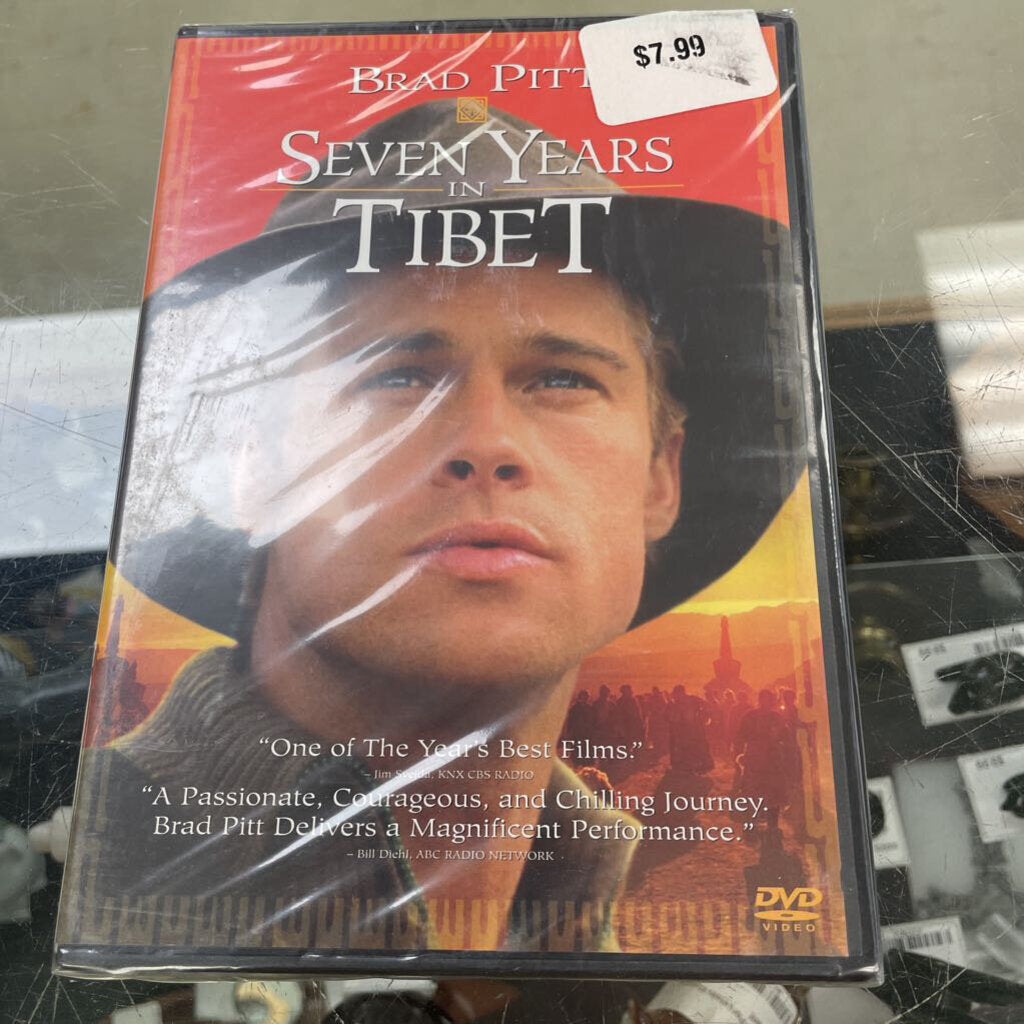 $7.99
BRAD PITT
SEVEN YEARS
IN
TIBET
"ONE OF THE YEAR'S BEST FILMS."
– Jim Svejda, KNX CBS RADIO
"A PASSIONATE, COURAGEOUS, AND CHILLING JOURNEY.
BRAD PITT DELIVERS A MAGNIFICENT PERFORMANCE."
– Bill Diehl, ABC RADIO NETWORK
DVD
VIDEO